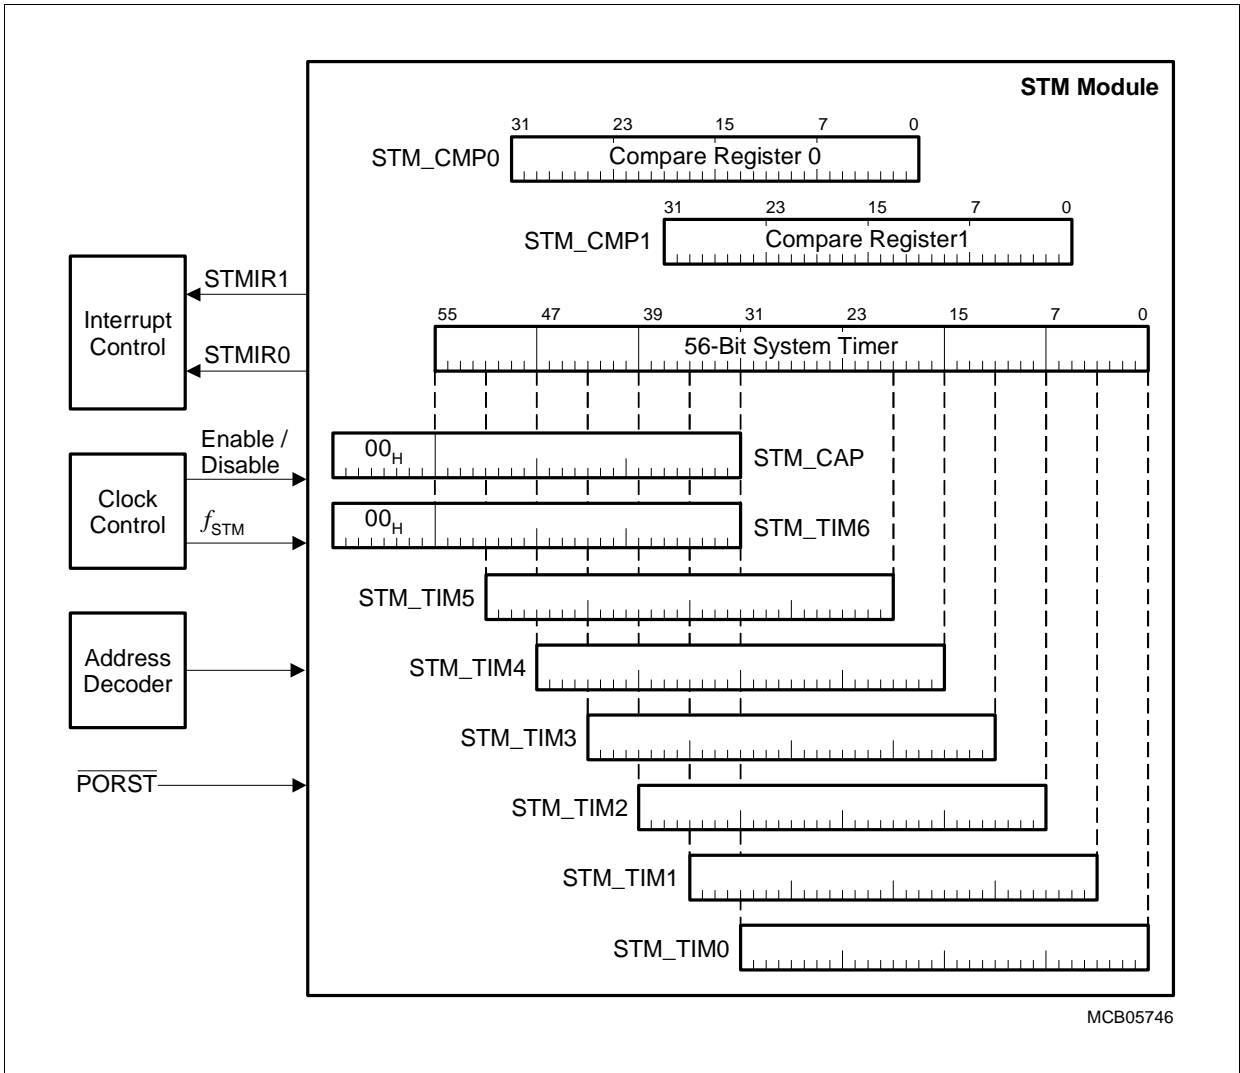 STM Module
31 23 15 7 0
STM_CMP0 Compare Register 0
31 23 15 7 0
STM_CMP1 Compare Register1
STMIR1
Interrupt
Control
STMIR0
55 47 39 31 23 15 7 0
56-Bit System Timer
Enable /
Disable
Clock
Control
fSTM
00H STM_CAP
00H STM_TIM6
STM_TIM5
Address
Decoder
STM_TIM4
STM_TIM3
PORST
STM_TIM2
STM_TIM1
STM_TIM0
MCB05746